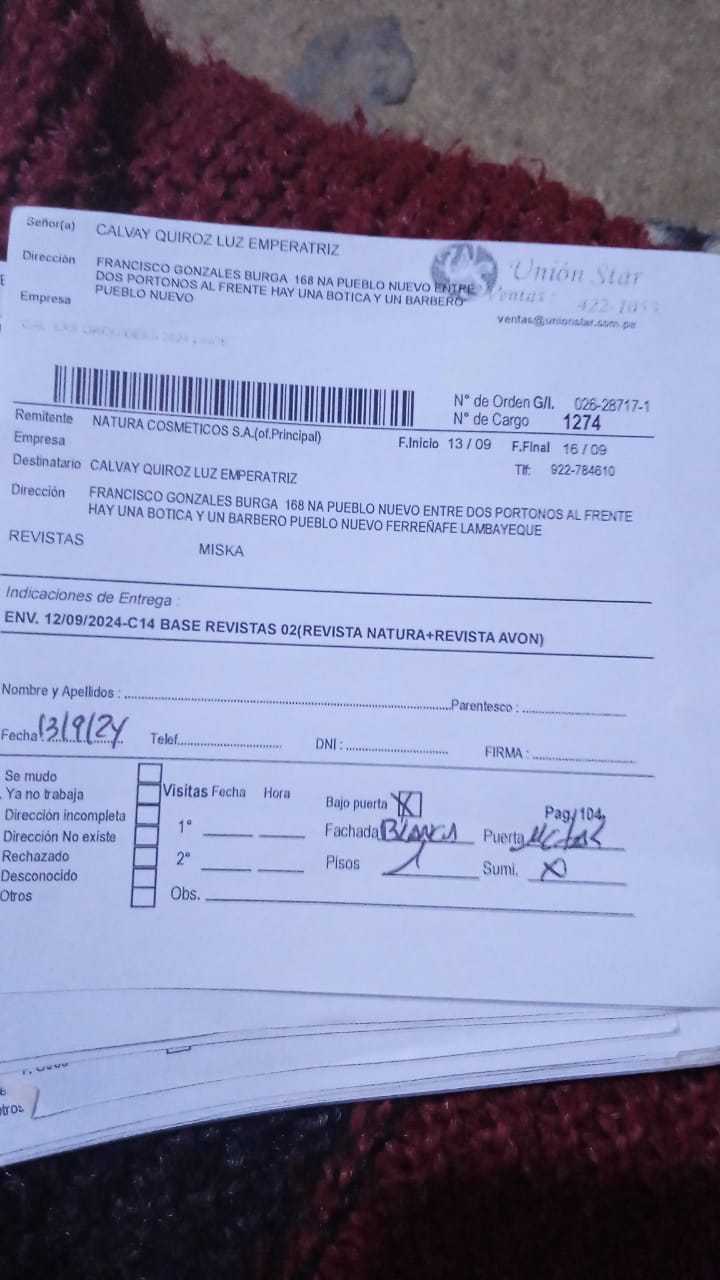 Señor(a) CALVAY QUIROZ LUZ EMPERATRIZ
Dirección FRANCISCO GONZALES BURGA 168 NA PUEBLO NUEVO ENTRE
DOS PORTONOS AL FRENTE HAY UNA BOTICA Y UN BARBERO
PUEBLO NUEVO
Empresa
Unión Star
Ventas: 422-1055
ventas@unionstar.com.pe
N° de Orden G/I. 026-28717-1
N° de Cargo 1274
Remitente NATURA COSMETICOS S.A.(of.Principal)
Empresa
F.Inicio 13 / 09 F.Final 16 / 09
Destinatario CALVAY QUIROZ LUZ EMPERATRIZ
Tlf: 922-784610
Dirección FRANCISCO GONZALES BURGA 168 NA PUEBLO NUEVO ENTRE DOS PORTONOS AL FRENTE
HAY UNA BOTICA Y UN BARBERO PUEBLO NUEVO FERREÑAFE LAMBAYEQUE
REVISTAS MISKA
Indicaciones de Entrega :
ENV. 12/09/2024-C14 BASE REVISTAS 02(REVISTA NATURA+REVISTA AVON)
Nombre y Apellidos : Parentesco :
Fecha 13/9/24 Telef. DNI : FIRMA :
Se mudo
Ya no trabaja
Dirección incompleta
Dirección No existe
Rechazado
Desconocido
Otros
Visitas Fecha Hora
1°
2°
Obs.
Bajo puerta X
Pag/ 104
Fachada BLANCA Puerta
Pisos 1 Sumi. X
tros